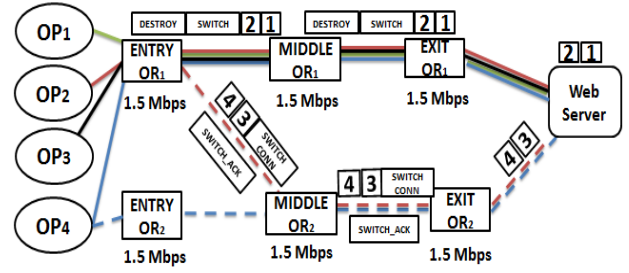 DESTROY SWITCH 2 1
DESTROY SWITCH 2 1
OP1
ENTRY
OR1
1.5 Mbps
MIDDLE
OR1
1.5 Mbps
EXIT
OR1
1.5 Mbps
2 1
Web
Server
OP2
OP3
OP4
4 3 SWITCH
CONN
SWITCH_ACK
4 3 SWITCH
CONN
SWITCH_ACK
4 3
ENTRY
OR2
1.5 Mbps
MIDDLE
OR2
1.5 Mbps
EXIT
OR2
1.5 Mbps